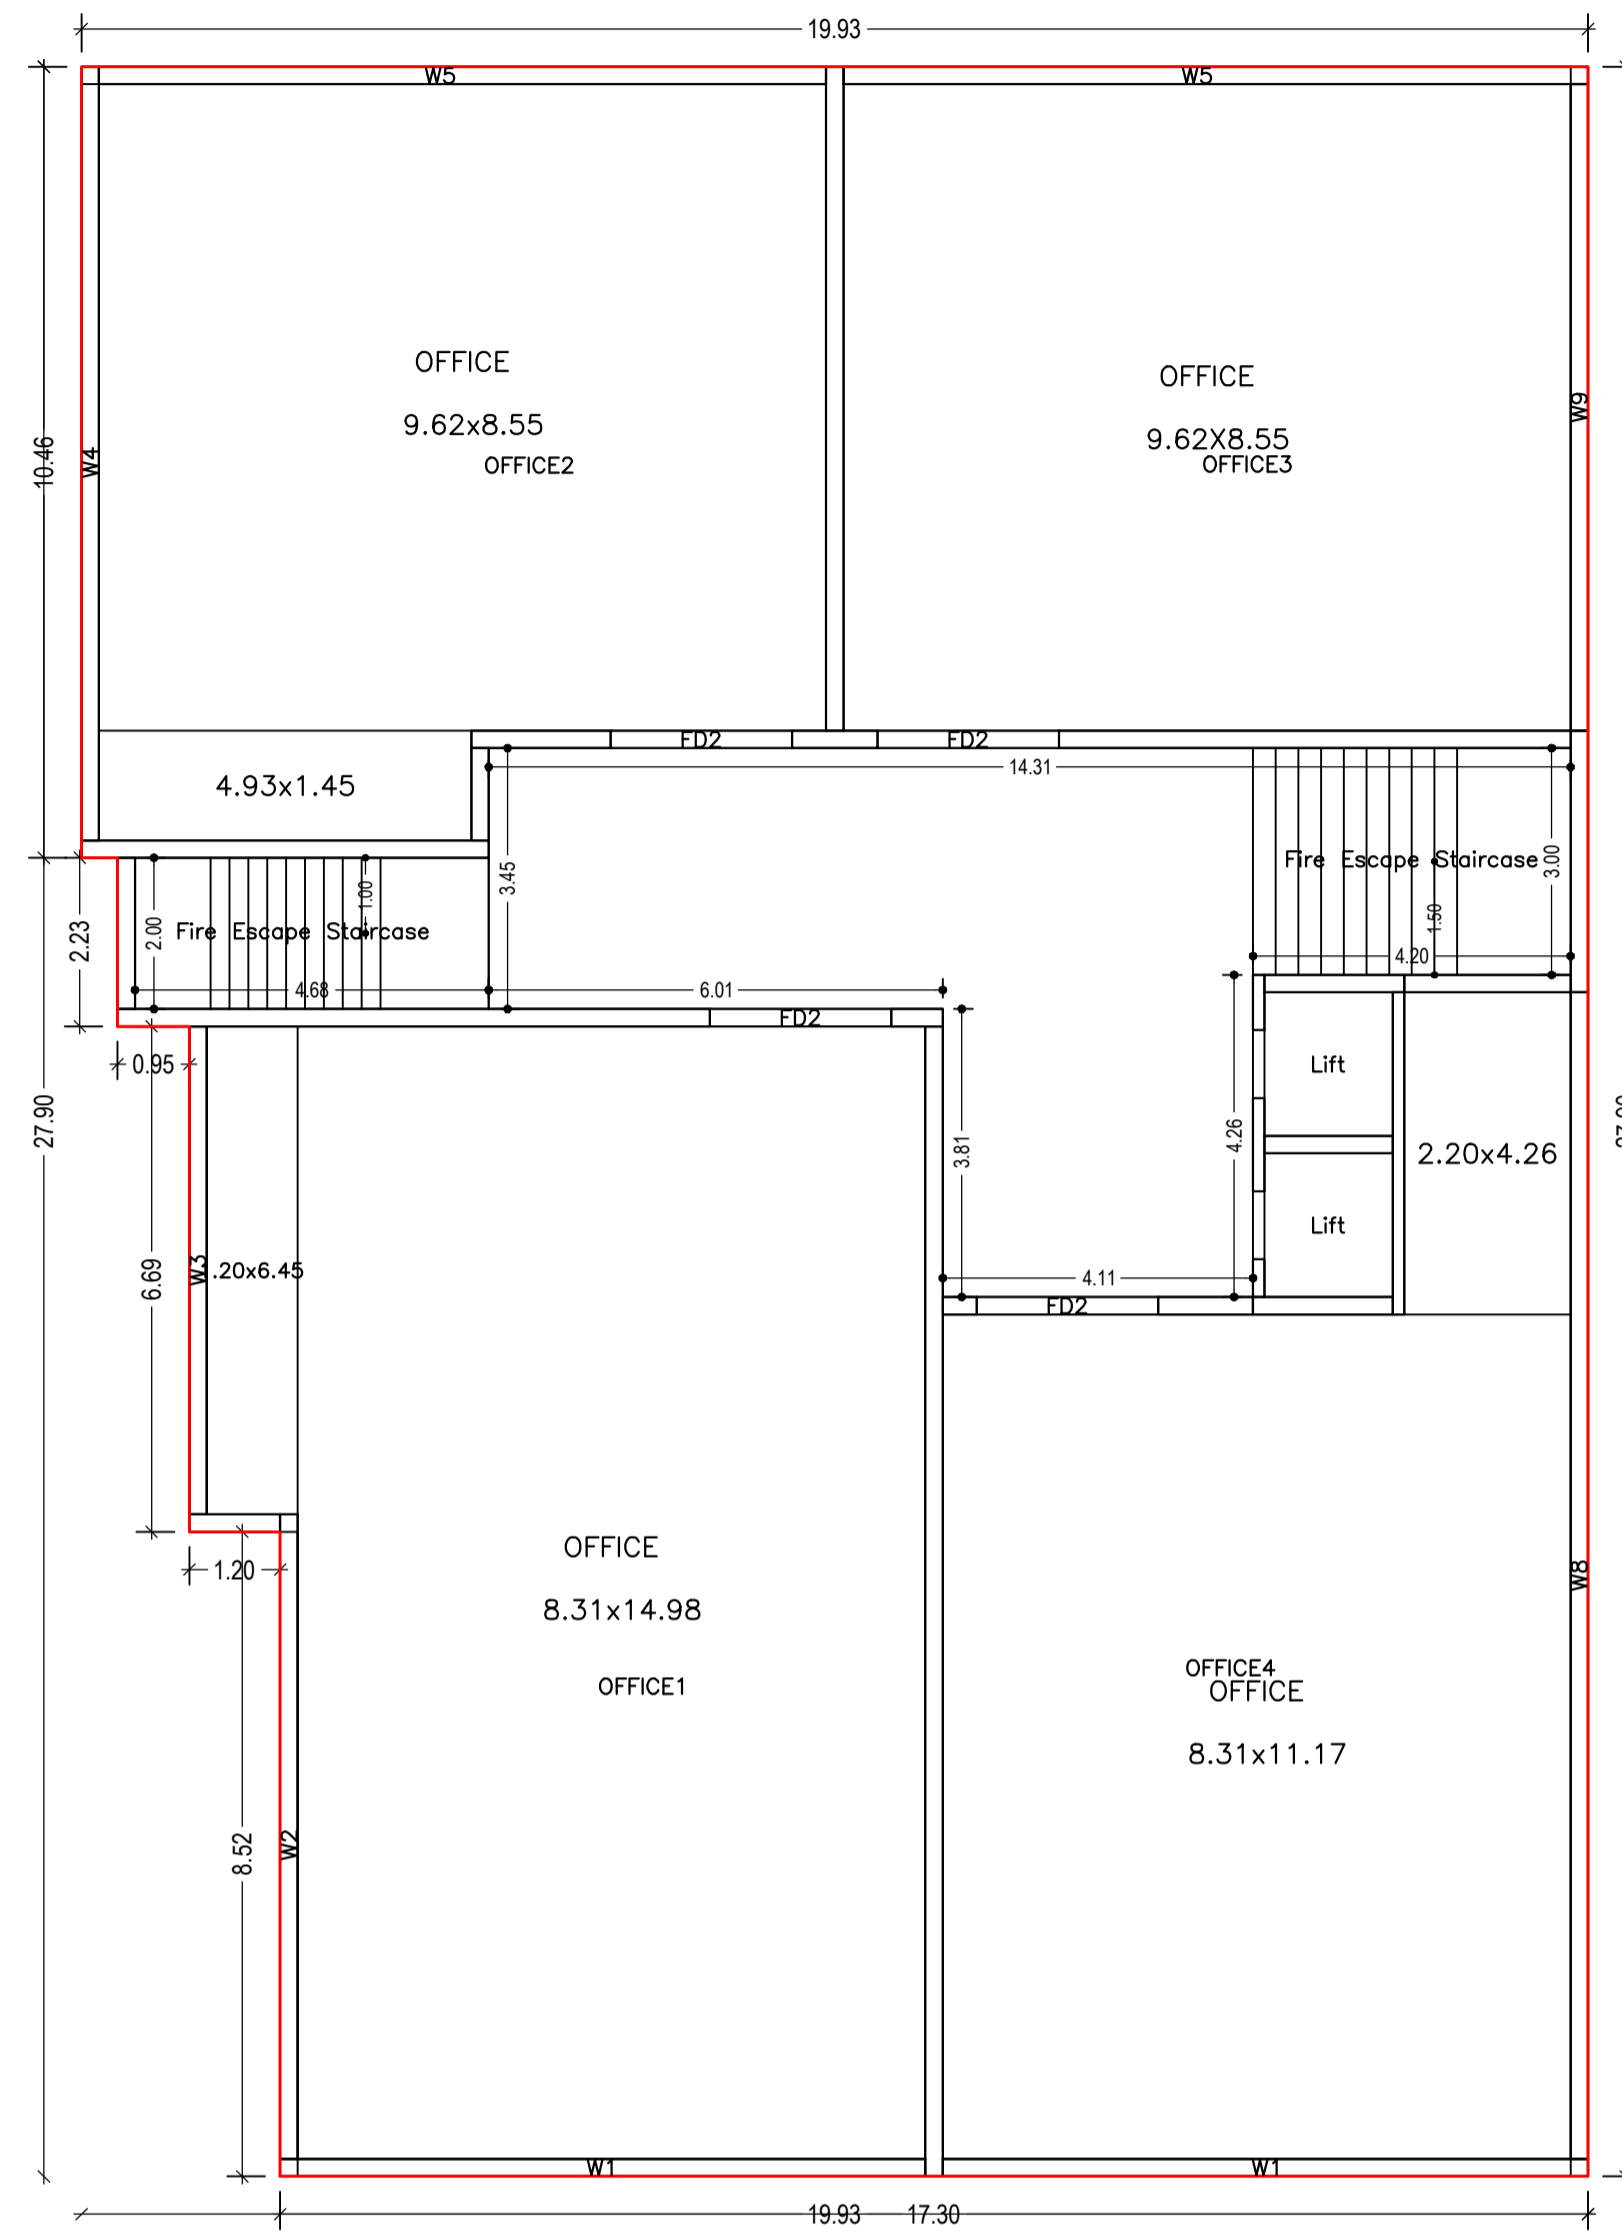 19.93
W5
W5
OFFICE
9.62x8.55
OFFICE2
OFFICE
9.62X8.55
OFFICE3
W9
W4
10.46
FD2
FD2
14.31
4.93x1.45
3.45
Fire Escape Staircase
3.00
1.50
4.20
1.00
2.00
Fire Escape Staircase
2.23
4.68
6.01
FD2
0.95
Lift
27.90
3.81
4.26
2.20x4.26
Lift
W3
.20x6.45
6.69
4.11
FD2
OFFICE
8.31x14.98
OFFICE1
1.20
W8
OFFICE4
OFFICE
8.31x11.17
W2
8.52
W1
W1
19.93
17.30